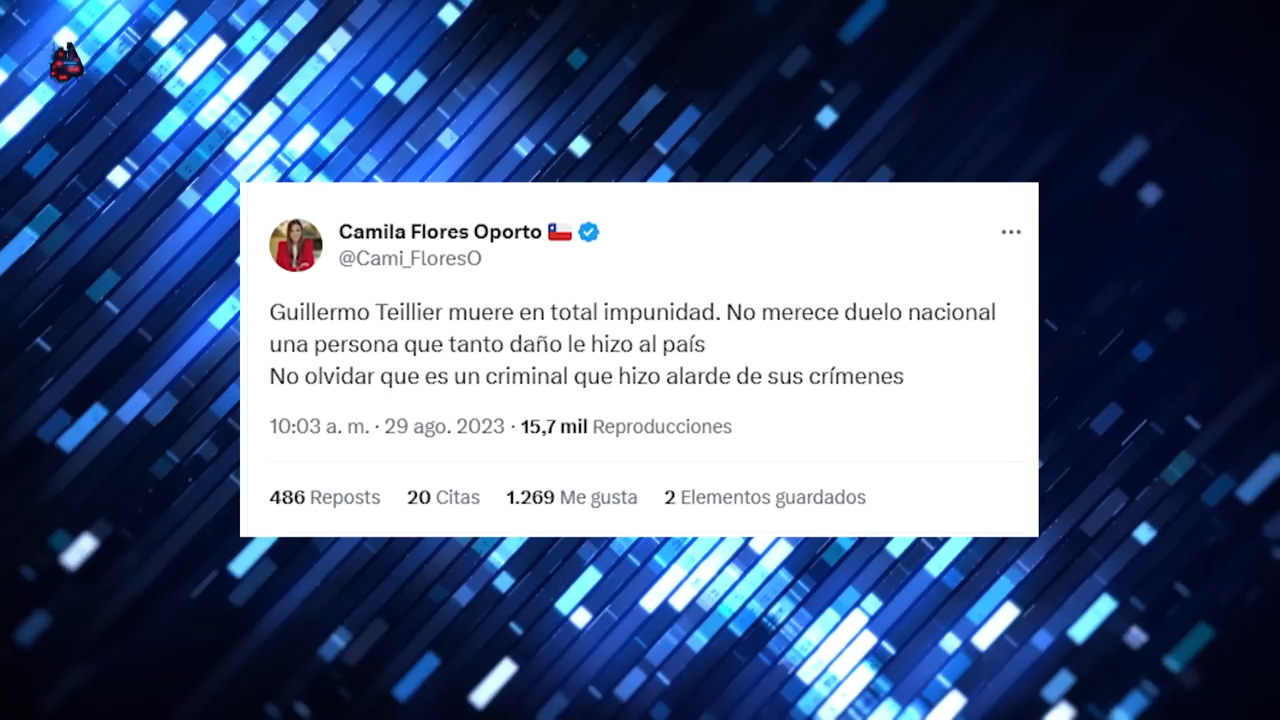 Camila Flores Oporto
@Cami_FloresO
Guillermo Teillier muere en total impunidad. No merece duelo nacional
una persona que tanto daño le hizo al país
No olvidar que es un criminal que hizo alarde de sus crímenes
10:03 a. m. · 29 ago. 2023 · 15,7 mil Reproducciones
486 Reposts 20 Citas 1.269 Me gusta 2 Elementos guardados